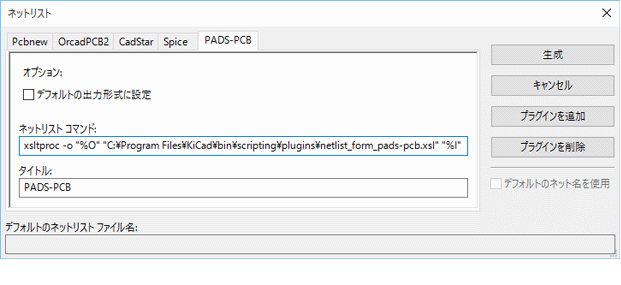 ネットリスト
Pcbnew OrcadPCB2 CadStar Spice PADS-PCB
オプション:
デフォルトの出力形式に設定
ネットリスト コマンド:
xsltproc -o "%O" "C:¥Program Files¥KiCad¥bin¥scripting¥plugins¥netlist_form_pads-pcb.xsl" "%I"
タイトル:
PADS-PCB
生成
キャンセル
プラグインを追加
プラグインを削除
デフォルトのネット名を使用
デフォルトのネットリスト ファイル名: